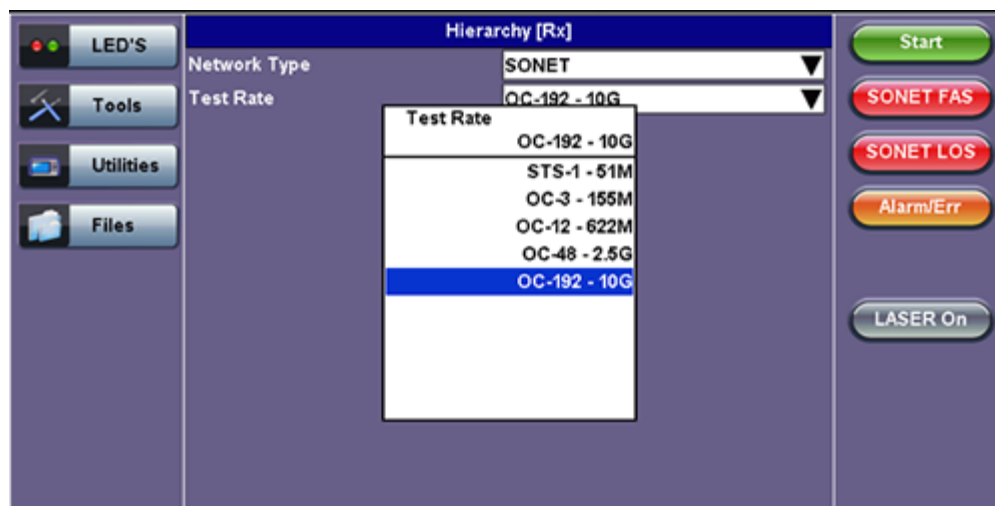 LED'S
Tools
Utilities
Files
Hierarchy [Rx]
Network Type
SONET
Test Rate
OC-192 - 10G
Test Rate
OC-192 - 10G
STS-1 - 51M
OC-3 - 155M
OC-12 - 622M
OC-48 - 2.5G
OC-192 - 10G
Start
SONET FAS
SONET LOS
Alarm/Err
LASER On